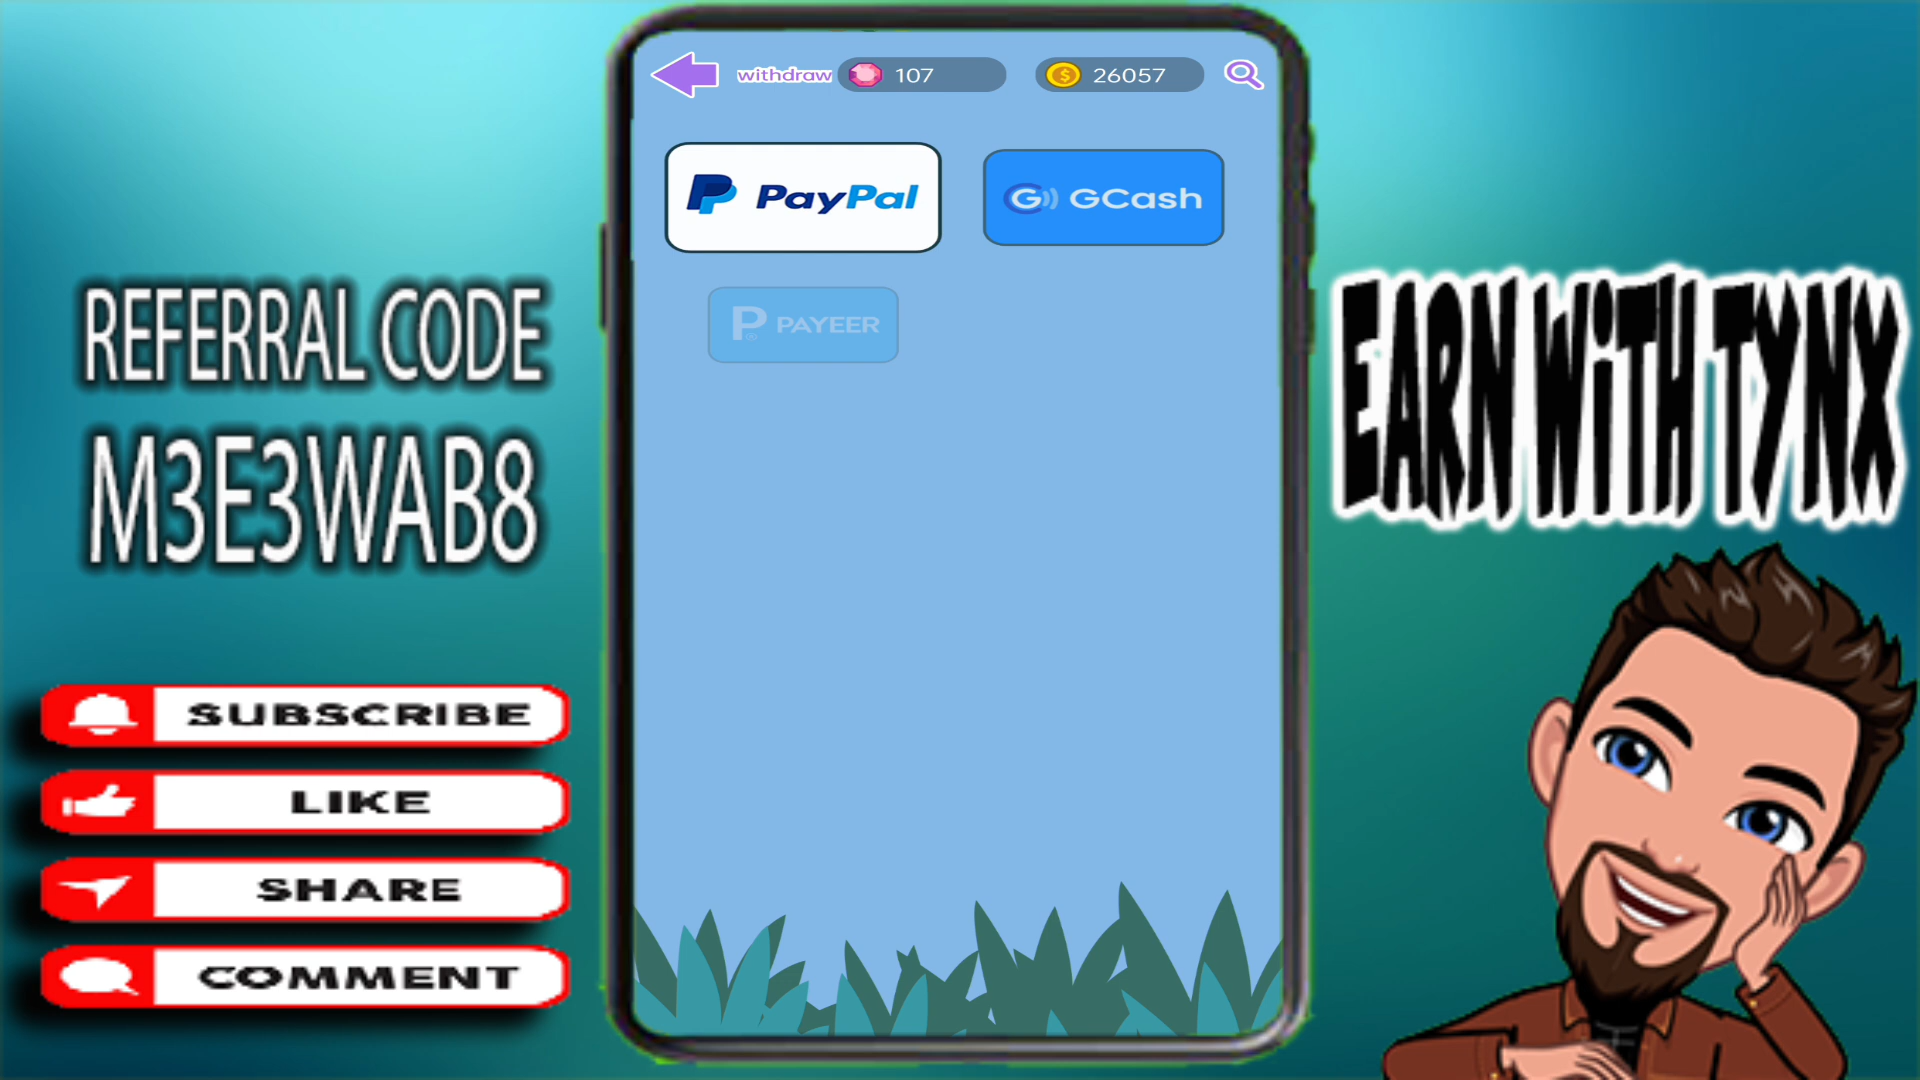 withdraw 107 26057
PayPal GCash
PAYEER
REFERRAL CODE
M3E3WAB8
EARN WiTH TYNX
SUBSCRIBE
LIKE
SHARE
COMMENT